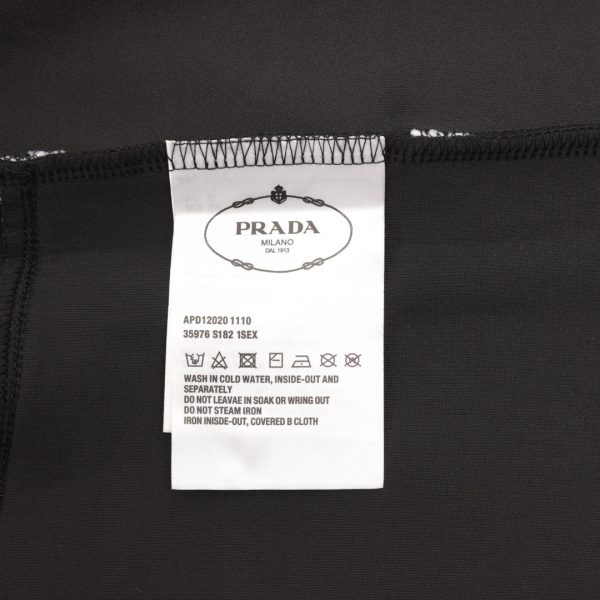 PRADA
MILANO
DAL 1913
APD12020 1110
35976 S182 1SEX
WASH IN COLD WATER, INSIDE-OUT AND
SEPARATELY
DO NOT LEAVAE IN SOAK OR WRING OUT
DO NOT STEAM IRON
IRON INISDE-OUT, COVERED B CLOTH